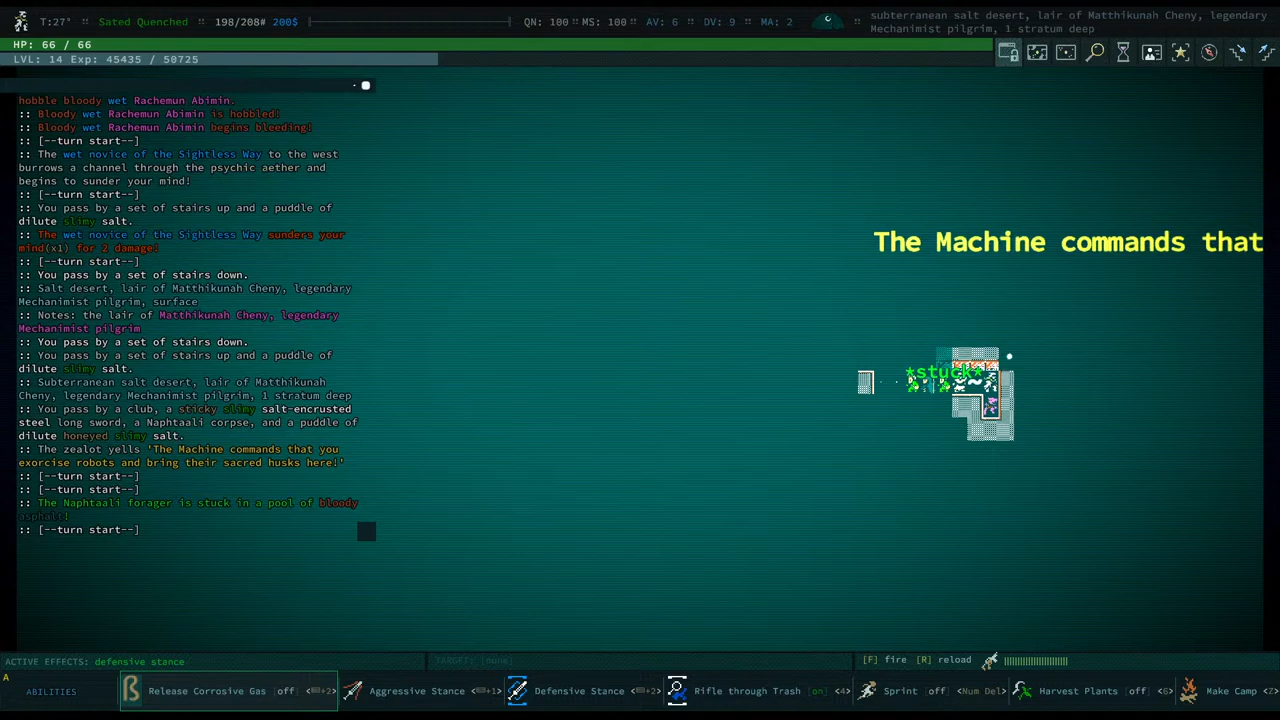 T:27° Sated Quenched :: 198/208# 200$ QN: 100 :: MS: 100 :: AV: 6 :: DV: 9 :: MA: 2 :: subterranean salt desert, lair of Matthikunah Cheny, legendary
Mechanimist pilgrim, 1 stratum deep
HP: 66 / 66
LVL: 14 Exp: 45435 / 50725
hobble bloody wet Rachemun Abimin.
:: Bloody wet Rachemun Abimin is hobbled!
:: Bloody wet Rachemun Abimin begins bleeding!
:: [--turn start--]
:: The wet novice of the Sightless Way to the west
burrows a channel through the psychic aether and
begins to sunder your mind!
:: [--turn start--]
:: You pass by a set of stairs up and a puddle of
dilute slimy salt.
:: The wet novice of the Sightless Way sunders your
mind(x1) for 2 damage!
:: [--turn start--]
:: You pass by a set of stairs down.
:: Salt desert, lair of Matthikunah Cheny, legendary
Mechanimist pilgrim, surface
:: Notes: the lair of Matthikunah Cheny, legendary
Mechanimist pilgrim
:: You pass by a set of stairs down.
:: You pass by a set of stairs up and a puddle of
dilute slimy salt.
:: Subterranean salt desert, lair of Matthikunah
Cheny, legendary Mechanimist pilgrim, 1 stratum deep
:: You pass by a club, a sticky slimy salt-encrusted
steel long sword, a Naphtaali corpse, and a puddle of
dilute honeyed slimy salt.
:: The zealot yells 'The Machine commands that you
exorcise robots and bring their sacred husks here!'
:: [--turn start--]
:: [--turn start--]
:: The Naphtaali forager is stuck in a pool of bloody
asphalt!
:: [--turn start--]
The Machine commands that
*stuck*
ACTIVE EFFECTS: defensive stance
TARGET: [none]
[F] fire [R] reload
A
ABILITIES
Release Corrosive Gas [off]
Aggressive Stance
Defensive Stance
Rifle through Trash [on] <4>
Sprint [off] <Num Del>
Harvest Plants [off] <6>
Make Camp <Z>